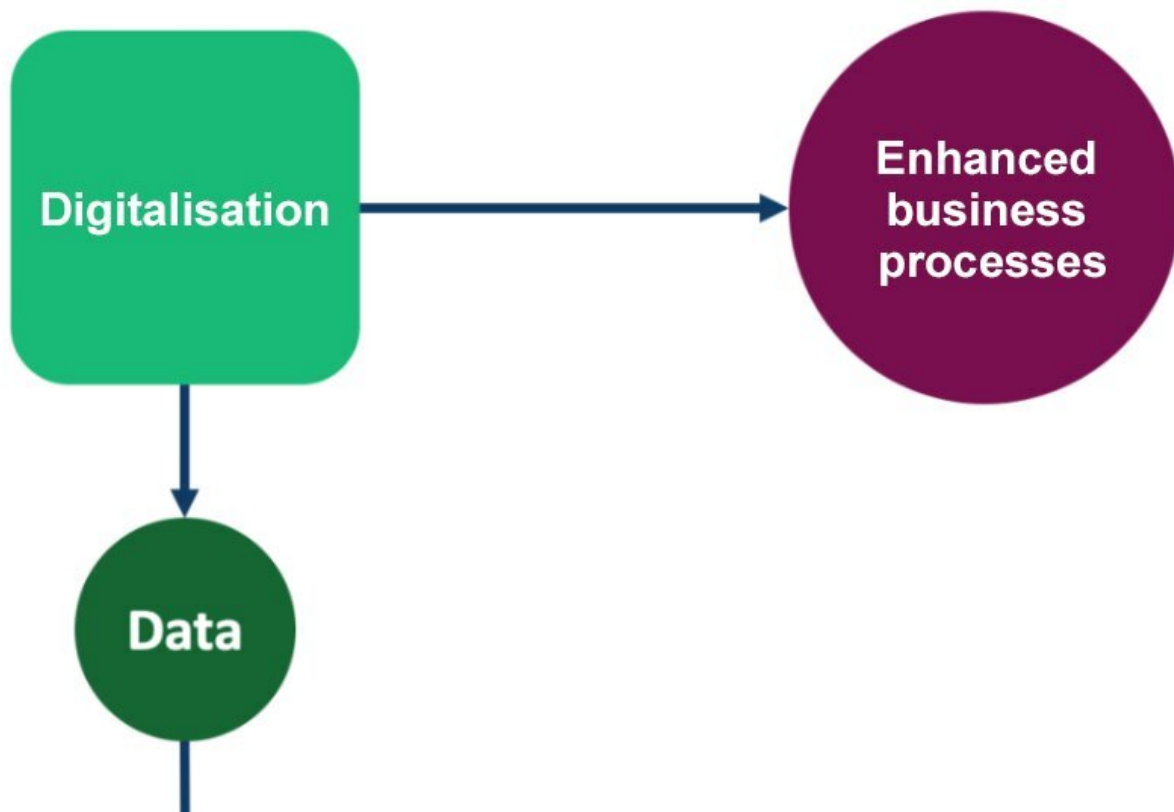 Digitalisation
Enhanced
business
processes
Data